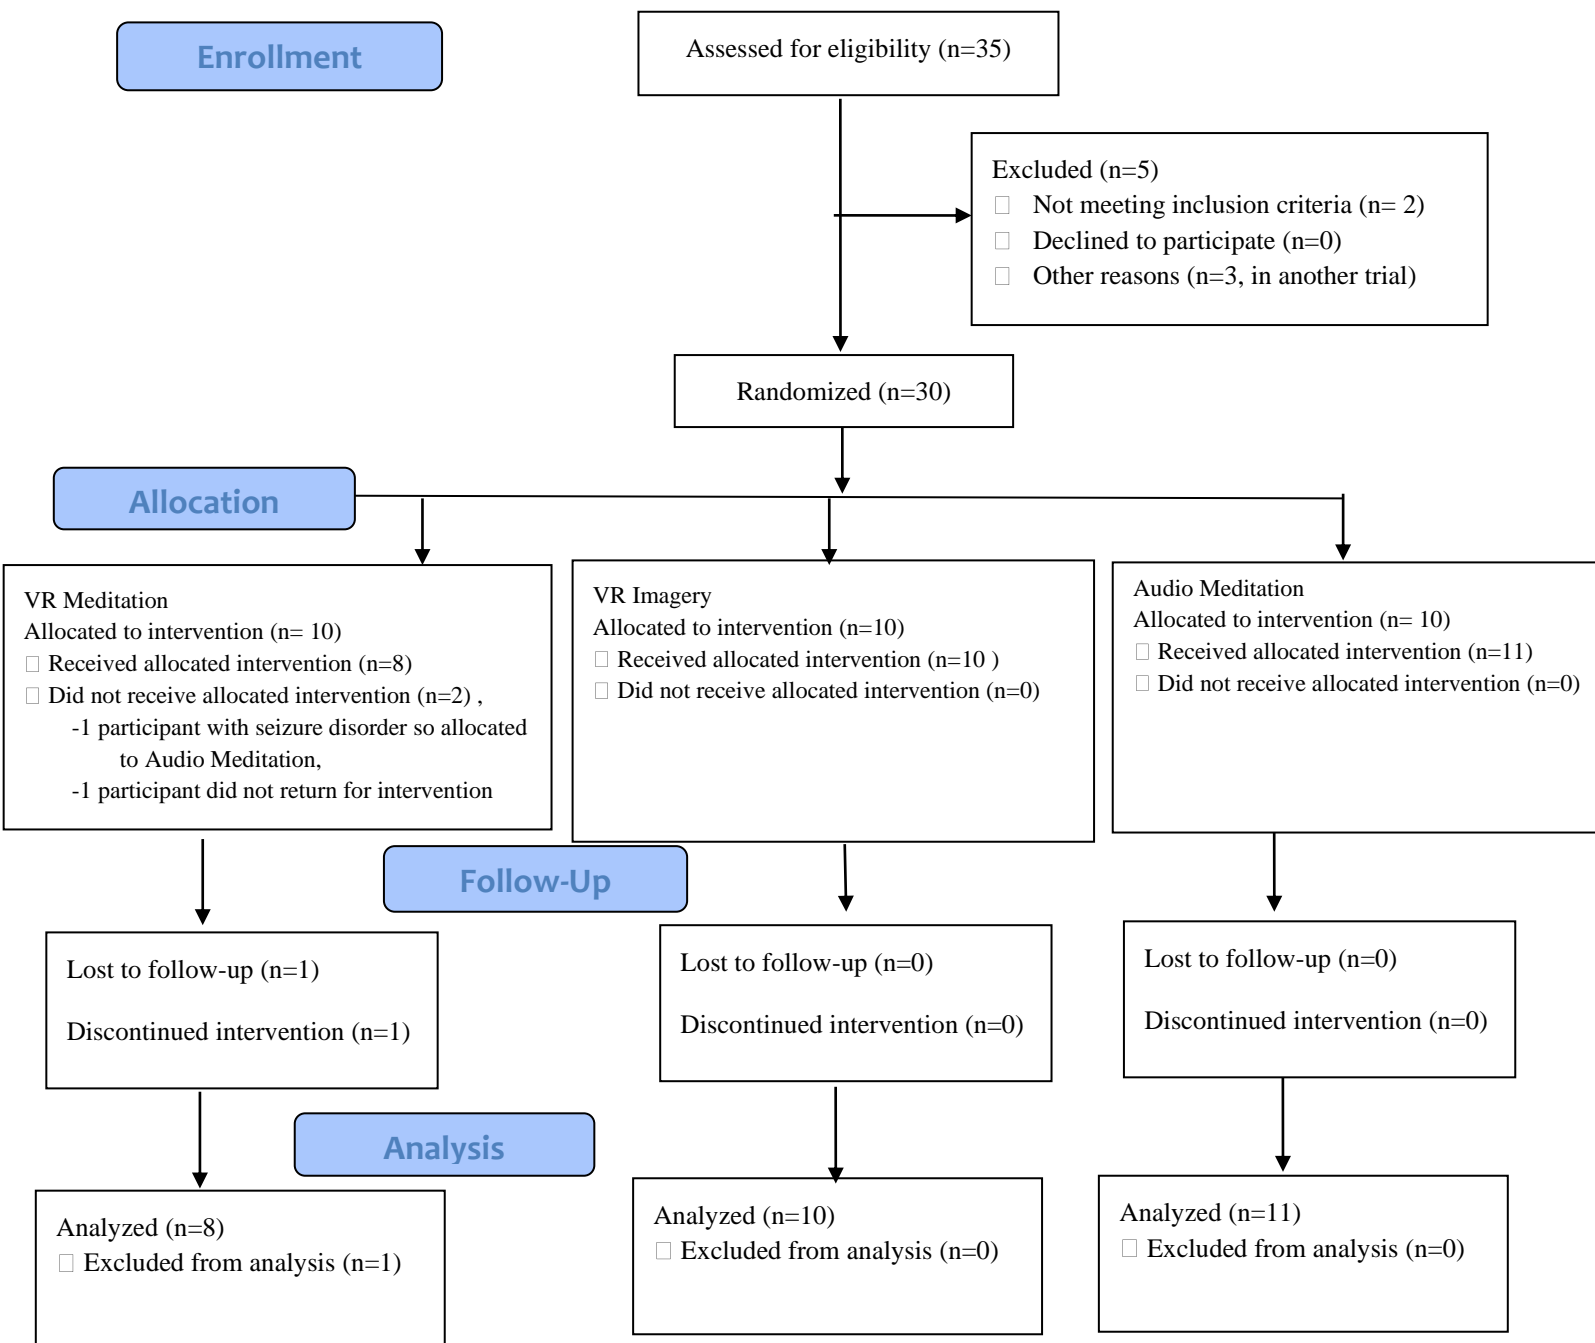 Enrollment
Assessed for eligibility (n=35)
Excluded (n=5)
□ Not meeting inclusion criteria (n= 2)
□ Declined to participate (n=0)
□ Other reasons (n=3, in another trial)
Randomized (n=30)
Allocation
VR Meditation
Allocated to intervention (n= 10)
□ Received allocated intervention (n=8)
□ Did not receive allocated intervention (n=2) ,
-1 participant with seizure disorder so allocated
to Audio Meditation,
-1 participant did not return for intervention
VR Imagery
Allocated to intervention (n=10)
□ Received allocated intervention (n=10 )
□ Did not receive allocated intervention (n=0)
Audio Meditation
Allocated to intervention (n= 10)
□ Received allocated intervention (n=11)
□ Did not receive allocated intervention (n=0)
Follow-Up
Lost to follow-up (n=1)
Discontinued intervention (n=1)
Lost to follow-up (n=0)
Discontinued intervention (n=0)
Lost to follow-up (n=0)
Discontinued intervention (n=0)
Analysis
Analyzed (n=8)
□ Excluded from analysis (n=1)
Analyzed (n=10)
□ Excluded from analysis (n=0)
Analyzed (n=11)
□ Excluded from analysis (n=0)